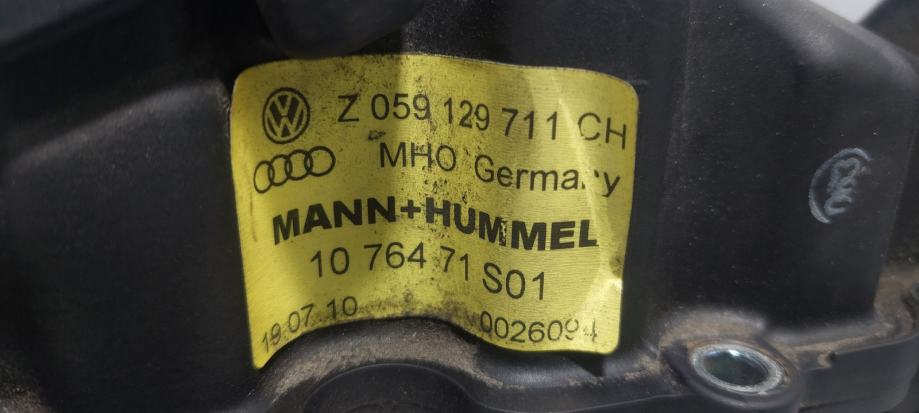 Z 059 129 711 CH
MHO Germany
MANN+HUMMEL
10 764 71 S01
19.07.10 0026094